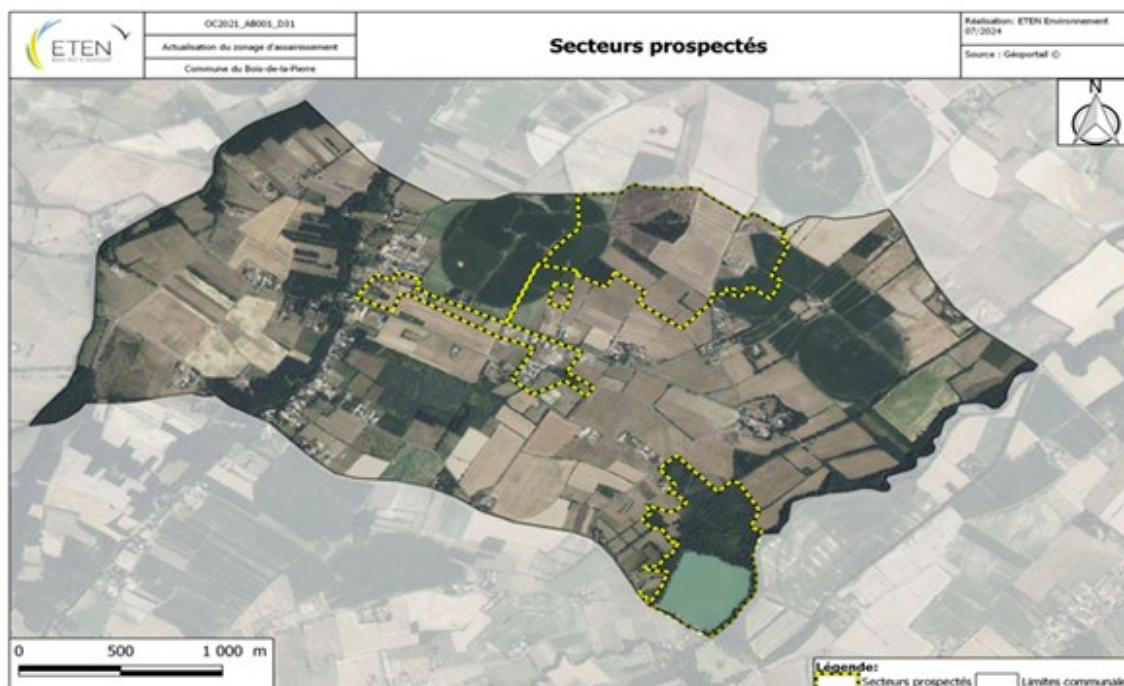 ETEN
OC2021_AB001_D01
Actualisation du zonage d'assainissement
Commune du Bois-de-la-Pierre
Secteurs prospectés
Réalisation: ETEN Environnement
07/2024
Source : Géoportail ©
N
0 500 1 000 m
Légende:
Secteurs prospectés Limites communale